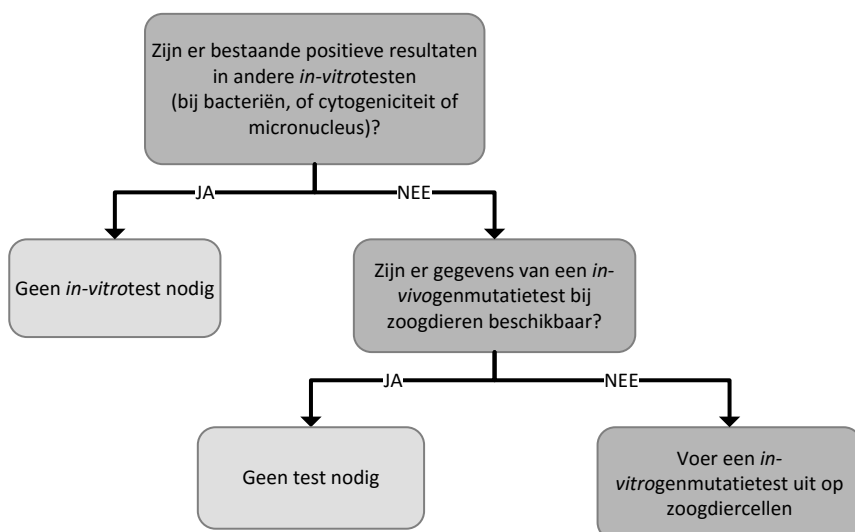 Zijn er bestaande positieve resultaten
in andere in-vitrotesten
(bij bacteriën, of cytogeniciteit of
micronucleus)?
JA
NEE
Geen in-vitrotest nodig
Zijn er gegevens van een in-
vivogenmutatietest bij
zoogdieren beschikbaar?
JA
NEE
Geen test nodig
Voer een in-
vitrogenmutatietest uit op
zoogdiercellen